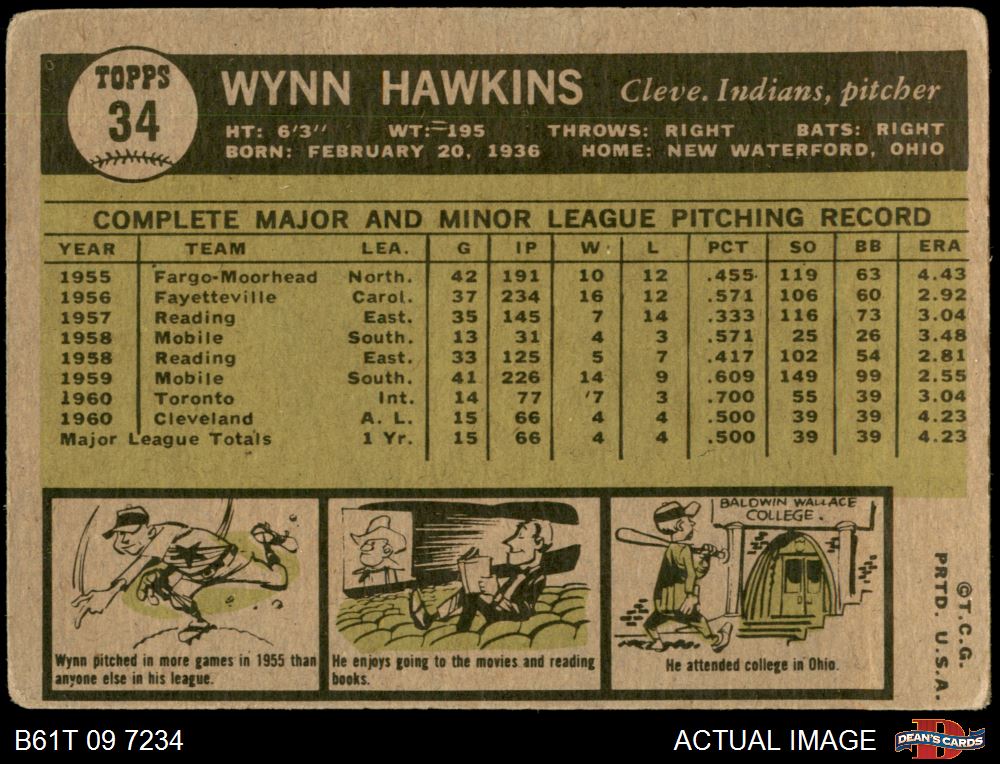 TOPPS
34
WYNN HAWKINS Cleve. Indians, pitcher
HT: 6'3" WT: 195 THROWS: RIGHT BATS: RIGHT
BORN: FEBRUARY 20, 1936 HOME: NEW WATERFORD, OHIO
COMPLETE MAJOR AND MINOR LEAGUE PITCHING RECORD
YEAR TEAM LEA. G IP W L PCT SO BB ERA
1955 Fargo-Moorhead North. 42 191 10 12 .455 119 63 4.43
1956 Fayetteville Carol. 37 234 16 12 .571 106 60 2.92
1957 Reading East. 35 145 7 14 .333 116 73 3.04
1958 Mobile South. 13 31 4 3 .571 25 26 3.48
1958 Reading East. 33 125 5 7 .417 102 54 2.81
1959 Mobile South. 41 226 14 9 .609 149 99 2.55
1960 Toronto Int. 14 77 7 3 .700 55 39 3.04
1960 Cleveland A. L. 15 66 4 4 .500 39 39 4.23
Major League Totals 1 Yr. 15 66 4 4 .500 39 39 4.23
Wynn pitched in more games in 1955 than
anyone else in his league.
He enjoys going to the movies and reading
books.
BALDWIN WALLACE
COLLEGE.
He attended college in Ohio.
©T.C.G.
PRTD. U.S.A.
B61T 09 7234
ACTUAL IMAGE
DEAN'S CARDS